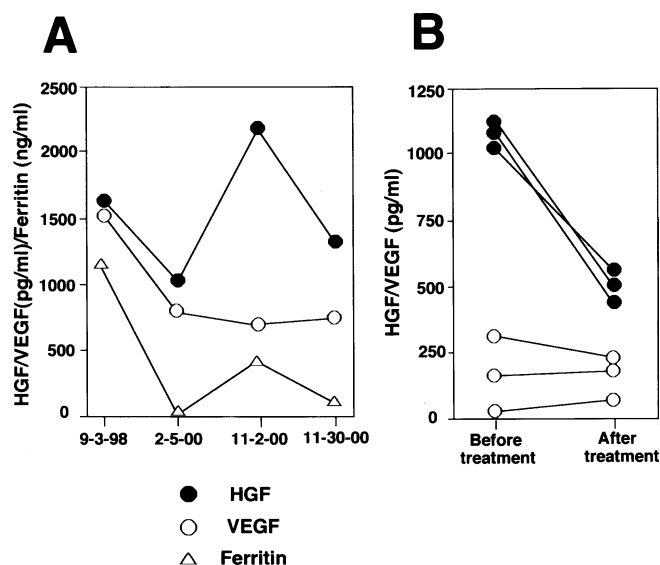 A
HGF/VEGF(pg/ml)/Ferritin (ng/ml)
2500
2000
1500
1000
500
0
9-3-98 2-5-00 11-2-00 11-30-00
B
HGF/VEGF (pg/ml)
1250
1000
750
500
250
0
Before treatment
After treatment
HGF
VEGF
Ferritin